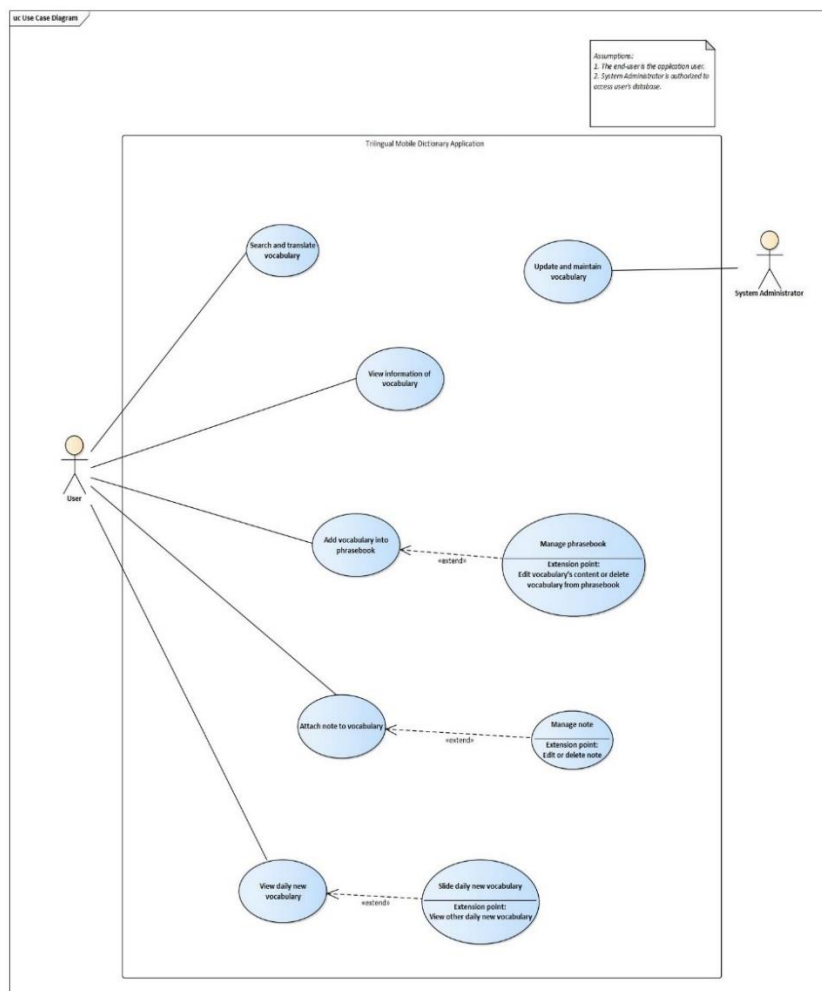 uc Use Case Diagram
Assumptions:
1. The end-user is the application user.
2. System Administrator is authorized to
access user's database.
Trilingual Mobile Dictionary Application
Search and translate
vocabulary
Update and maintain
vocabulary
System Administrator
View information of
vocabulary
User
Add vocabulary into
phrasebook
«extend»
Manage phrasebook
Extension point:
Edit vocabulary's content or delete
vocabulary from phrasebook
Attach note to vocabulary
«extend»
Manage note
Extension point:
Edit or delete note
View daily new
vocabulary
«extend»
Slide daily new vocabulary
Extension point:
View other daily new vocabulary